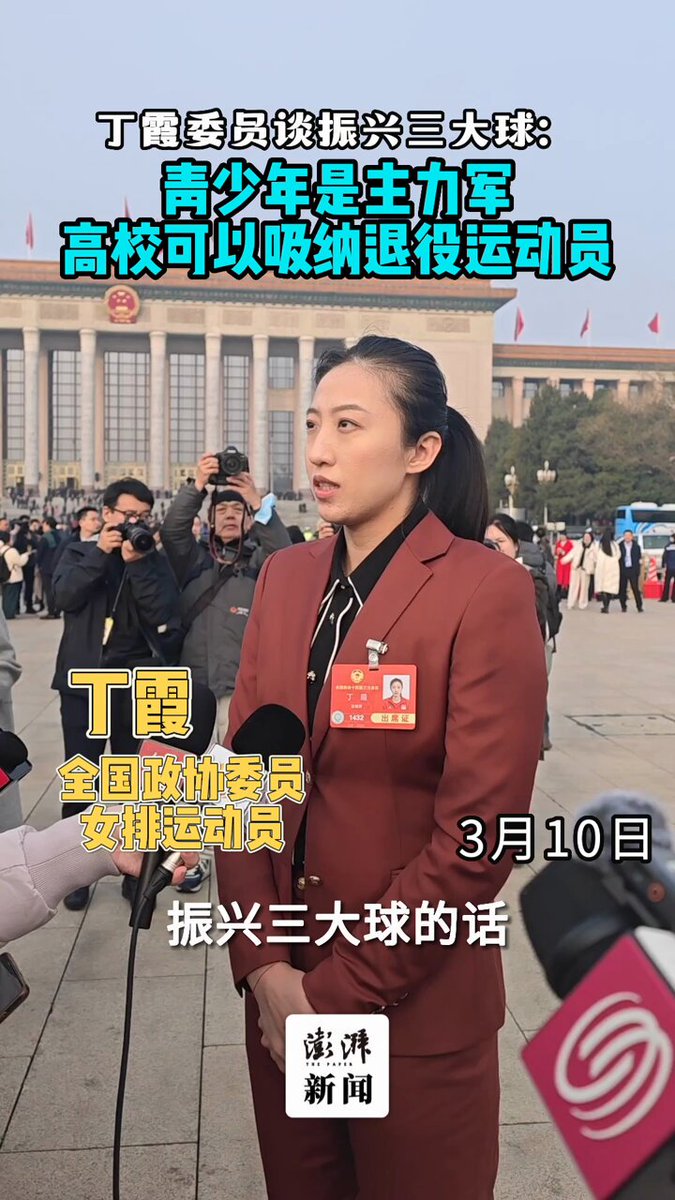 丁霞委员谈振兴三大球:
青少年是主力军
高校可以吸纳退役运动员
丁霞
全国政协委员
女排运动员
丁 霞
1432
出席证
3月10日
振兴三大球的话
澎湃
THE PAPER
新闻